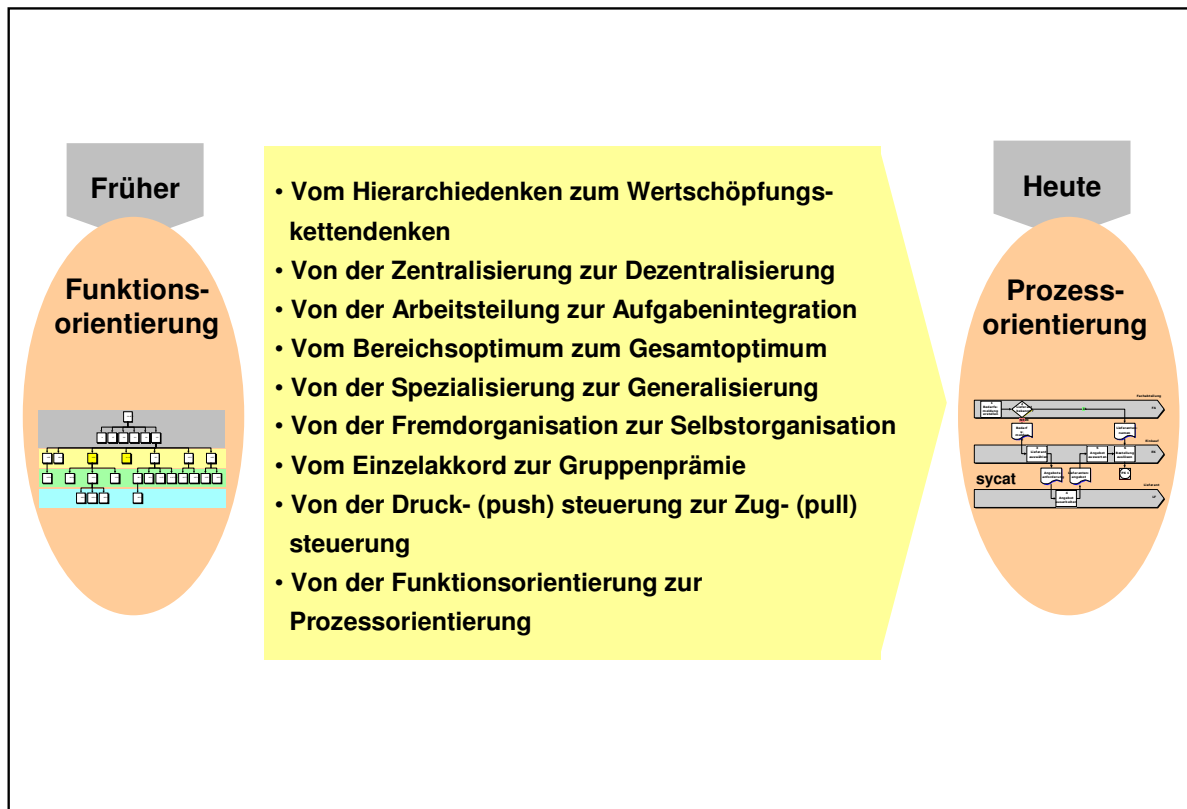 Früher
Funktions-
orientierung
• Vom Hierarchiedenken zum Wertschöpfungs-
kettendenken
• Von der Zentralisierung zur Dezentralisierung
• Von der Arbeitsteilung zur Aufgabenintegration
• Vom Bereichsoptimum zum Gesamtoptimum
• Von der Spezialisierung zur Generalisierung
• Von der Fremdorganisation zur Selbstorganisation
• Vom Einzelakkord zur Gruppenprämie
• Von der Druck- (push) steuerung zur Zug- (pull)
steuerung
• Von der Funktionsorientierung zur
Prozessorientierung
Heute
Prozess-
orientierung
Einkauf
sycat
Lieferant